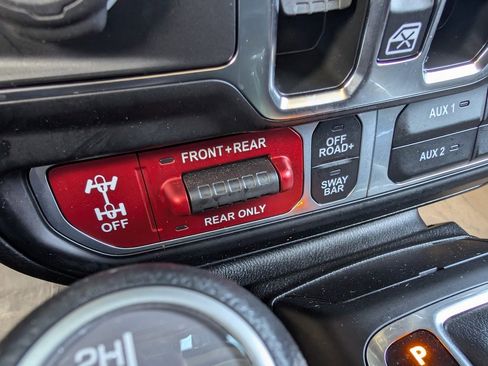 FRONT+REAR
REAR ONLY
OFF
OFF
ROAD+
SWAY
BAR
AUX 1
AUX 2
2H
P